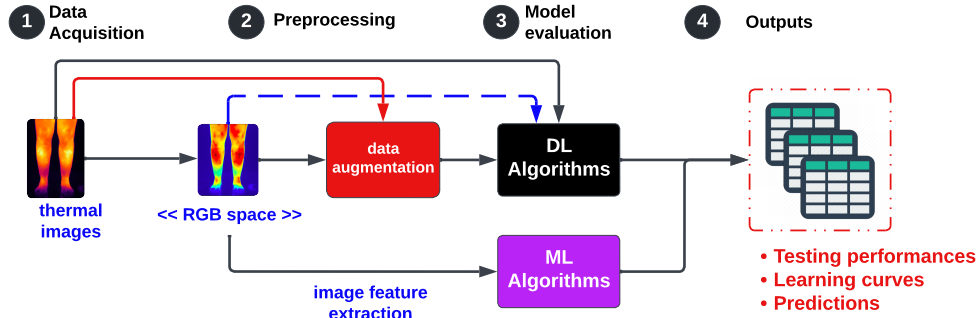 1 Data
Acquisition
2 Preprocessing
3 Model
evaluation
4 Outputs
thermal
images
<< RGB space >>
data
augmentation
DL
Algorithms
ML
Algorithms
image feature
extraction
• Testing performances
• Learning curves
• Predictions